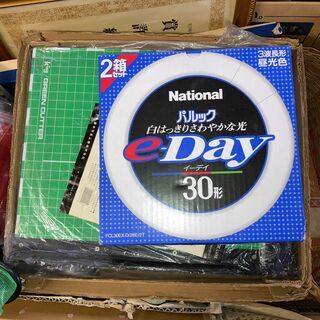 賞
K-3 GREEN CUTTER
2箱
セット
3波長形
昼光色
National
パルック
白はっきりさわやかな光
e-Day
イーデイ
30形